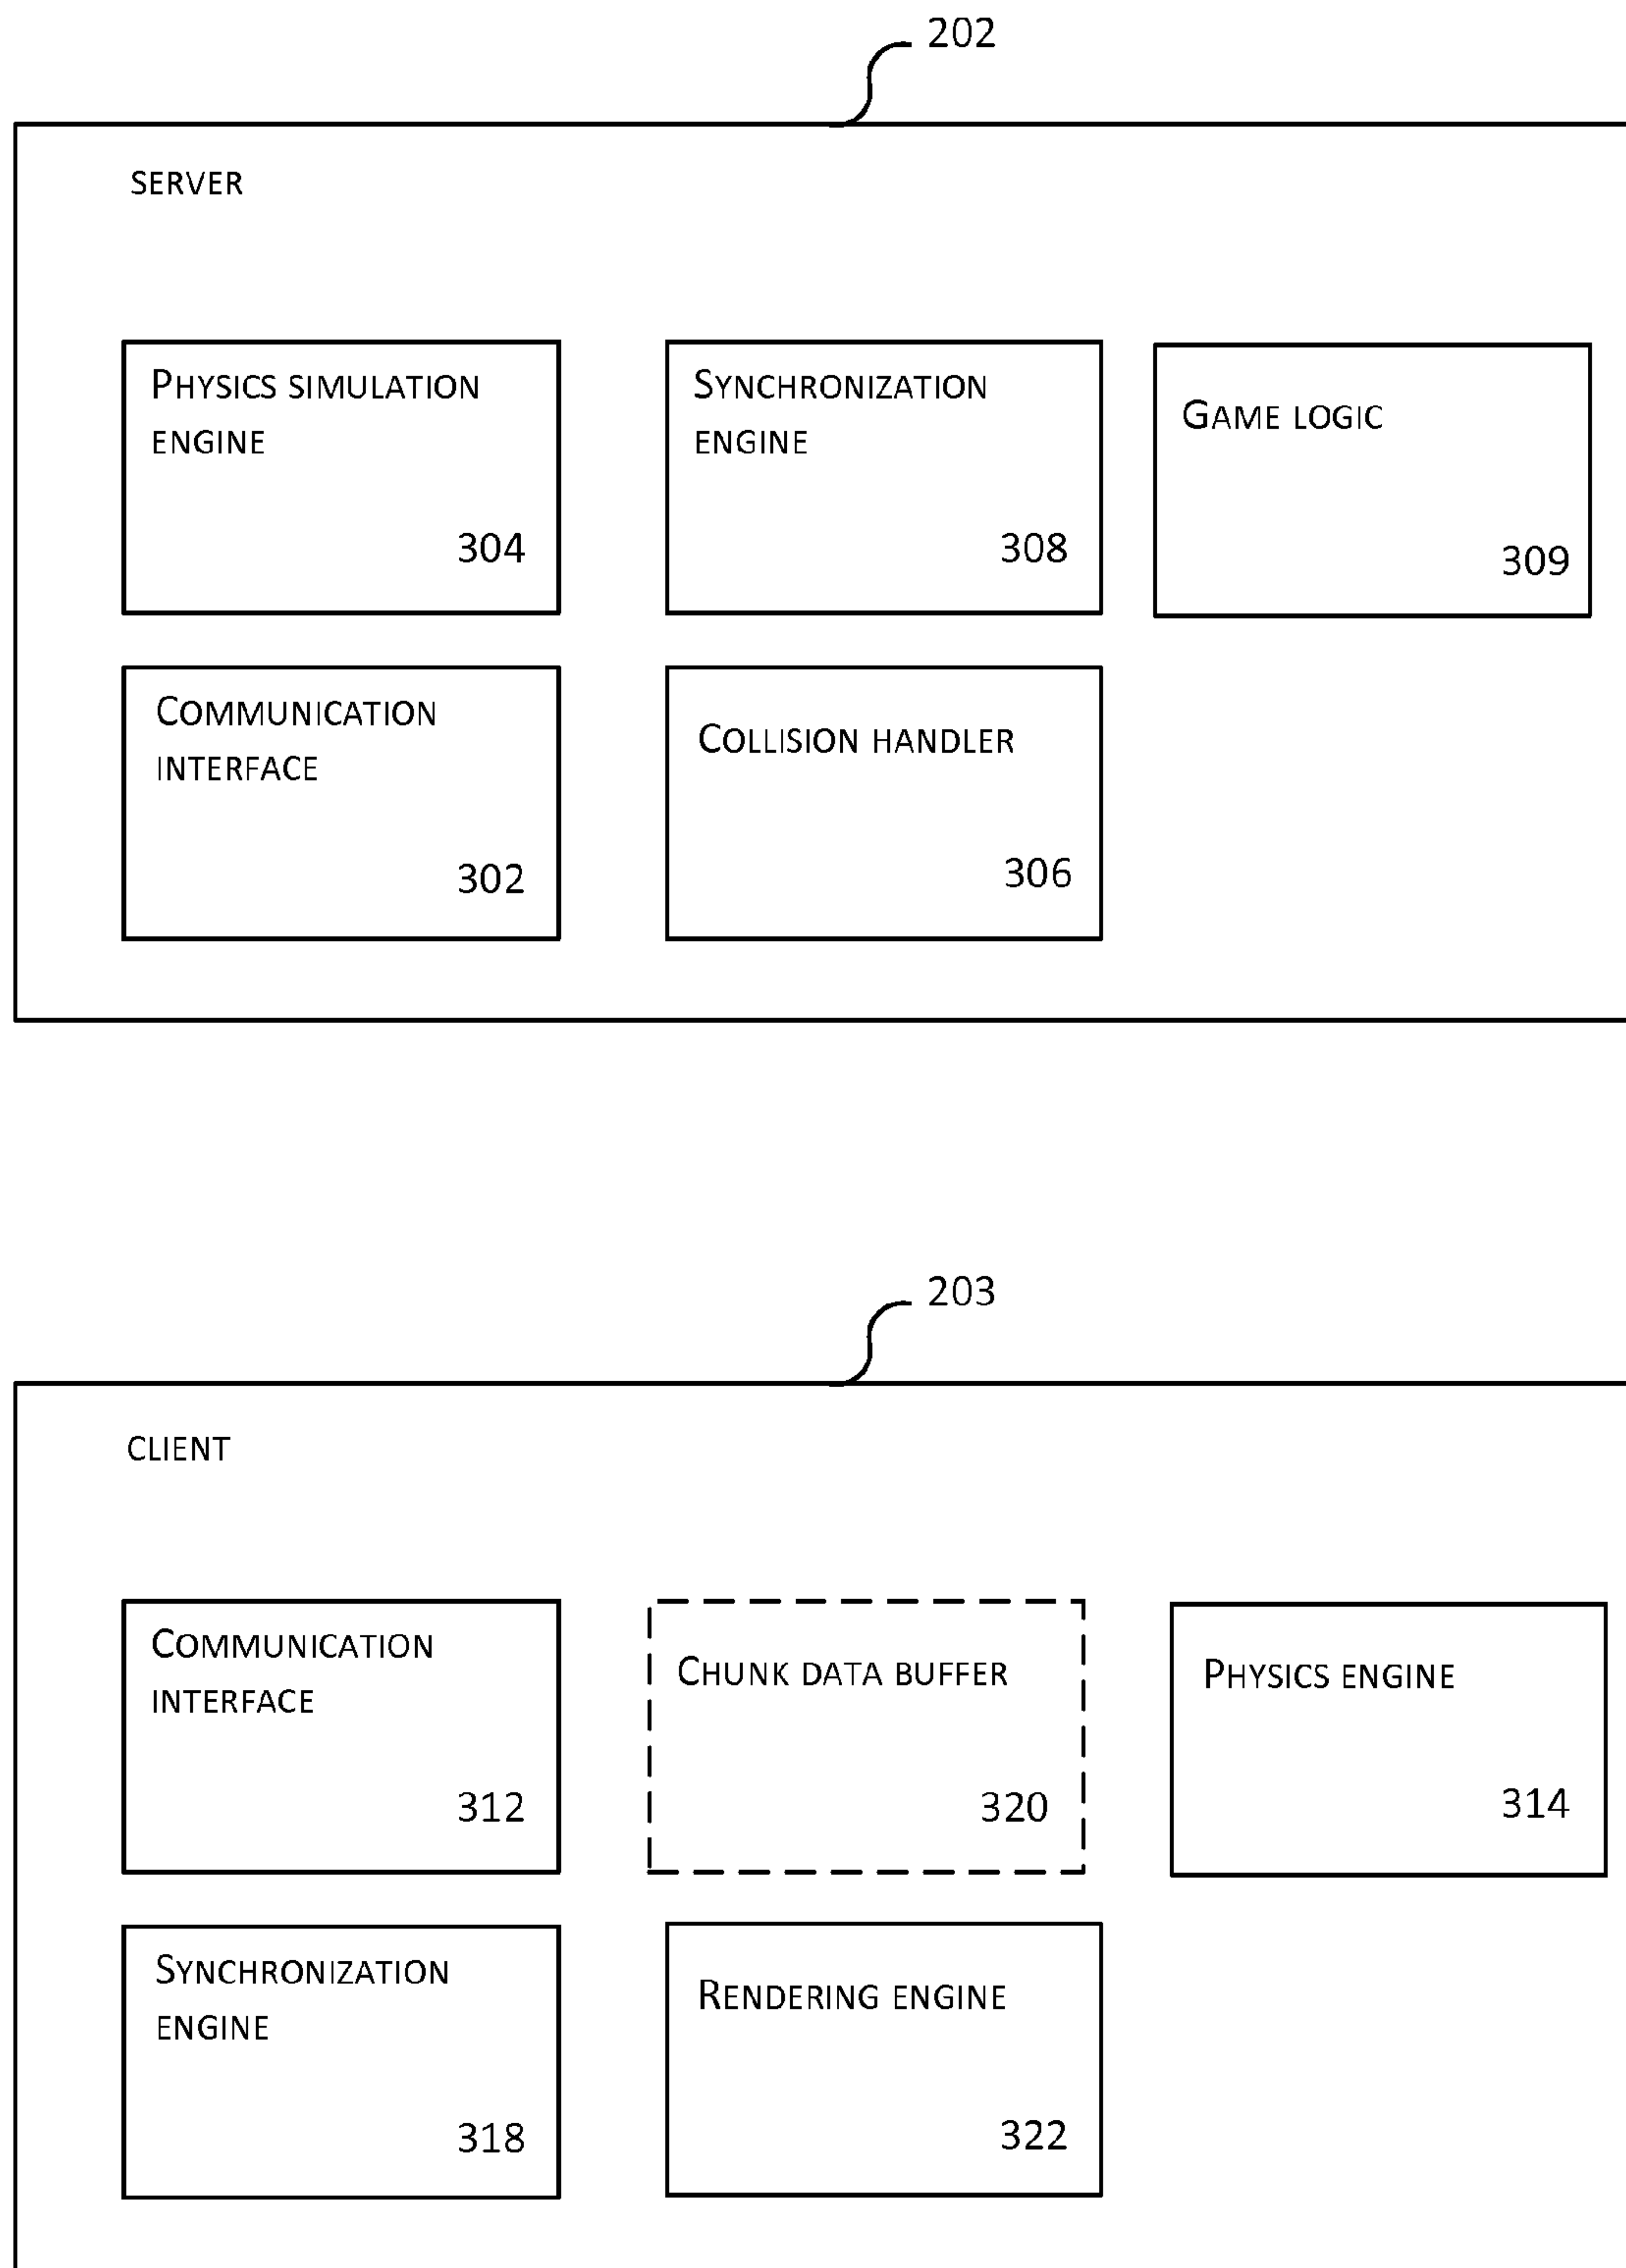 202
SERVER
PHYSICS SIMULATION
ENGINE
304
SYNCHRONIZATION
ENGINE
308
GAME LOGIC
309
COMMUNICATION
INTERFACE
302
COLLISION HANDLER
306
203
CLIENT
COMMUNICATION
INTERFACE
312
CHUNK DATA BUFFER
320
PHYSICS ENGINE
314
SYNCHRONIZATION
ENGINE
318
RENDERING ENGINE
322